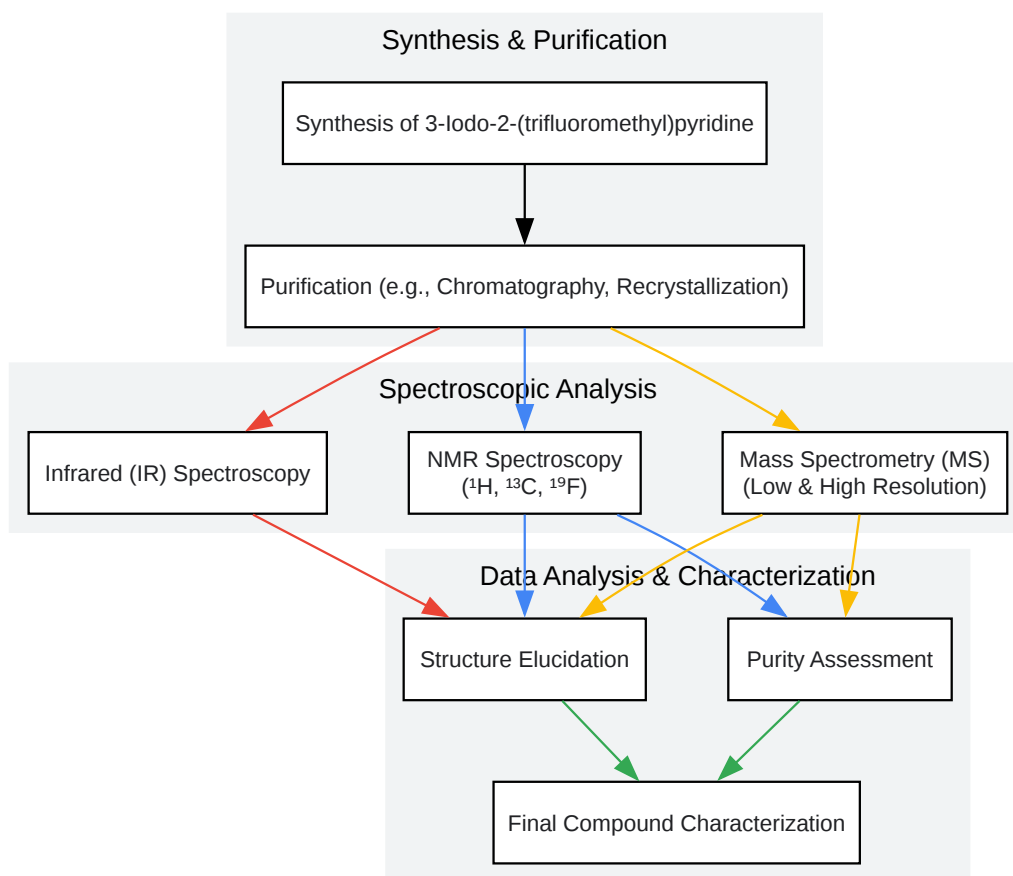 Synthesis & Purification
Synthesis of 3-Iodo-2-(trifluoromethyl)pyridine
Purification (e.g., Chromatography, Recrystallization)
Spectroscopic Analysis
Infrared (IR) Spectroscopy
NMR Spectroscopy
(¹H, ¹³C, ¹⁹F)
Mass Spectrometry (MS)
(Low & High Resolution)
Data Analysis & Characterization
Structure Elucidation
Purity Assessment
Final Compound Characterization